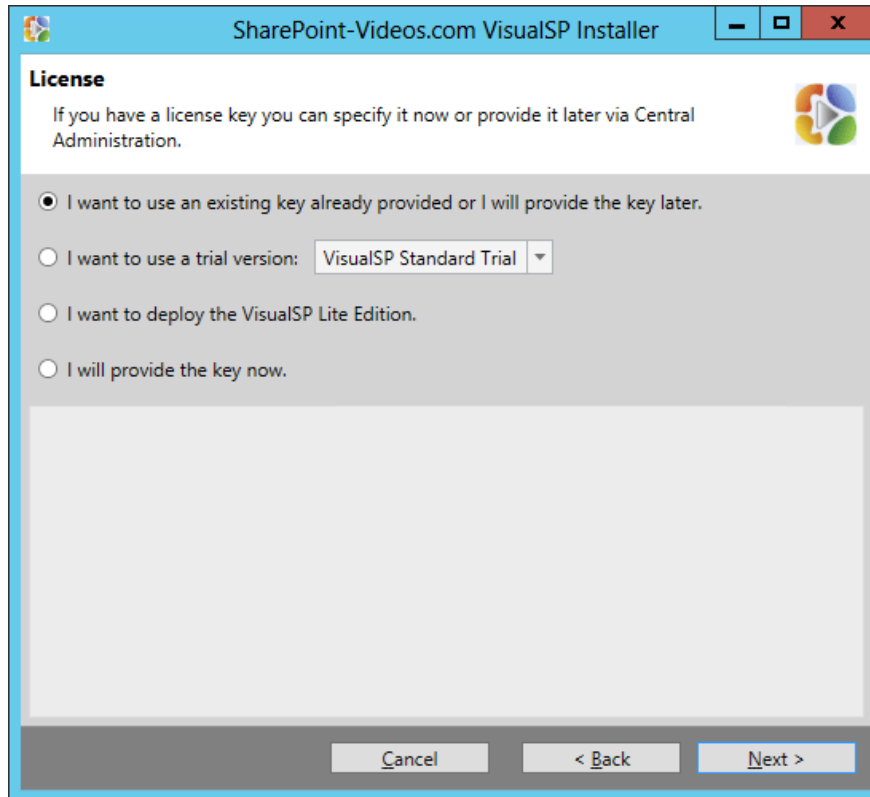 SharePoint-Videos.com VisualSP Installer
License
If you have a license key you can specify it now or provide it later via Central
Administration.
I want to use an existing key already provided or I will provide the key later.
I want to use a trial version: VisualSP Standard Trial
I want to deploy the VisualSP Lite Edition.
I will provide the key now.
Cancel < Back Next >